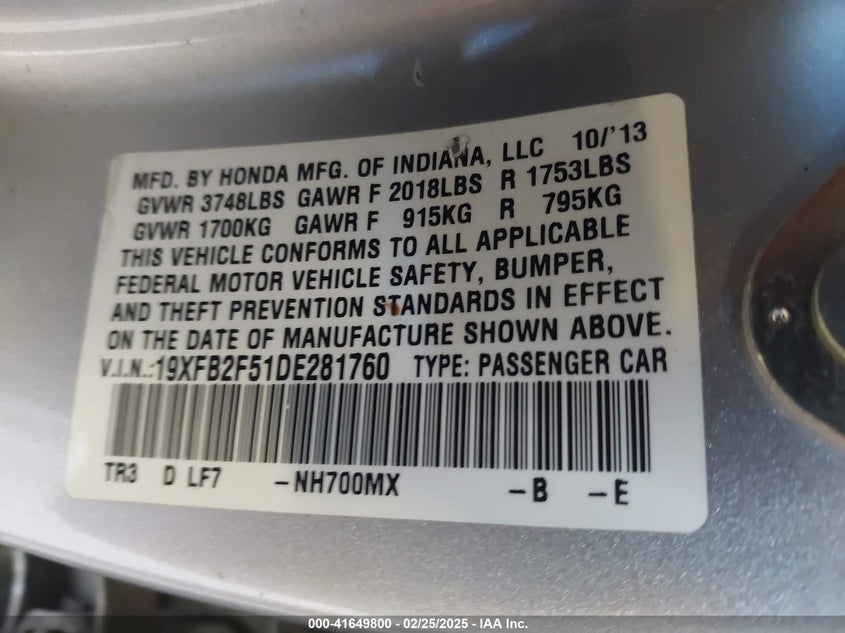 MFD. BY HONDA MFG. OF INDIANA, LLC 10/'13
GVWR 3748LBS GAWR F 2018LBS R 1753LBS
GVWR 1700KG GAWR F 915KG R 795KG
THIS VEHICLE CONFORMS TO ALL APPLICABLE
FEDERAL MOTOR VEHICLE SAFETY, BUMPER,
AND THEFT PREVENTION STANDARDS IN EFFECT
ON THE DATE OF MANUFACTURE SHOWN ABOVE.
V.I.N.:19XFB2F51DE281760 TYPE: PASSENGER CAR
TR3 D LF7 -NH700MX -B -E
000-41649800 - 02/25/2025 - IAA Inc.